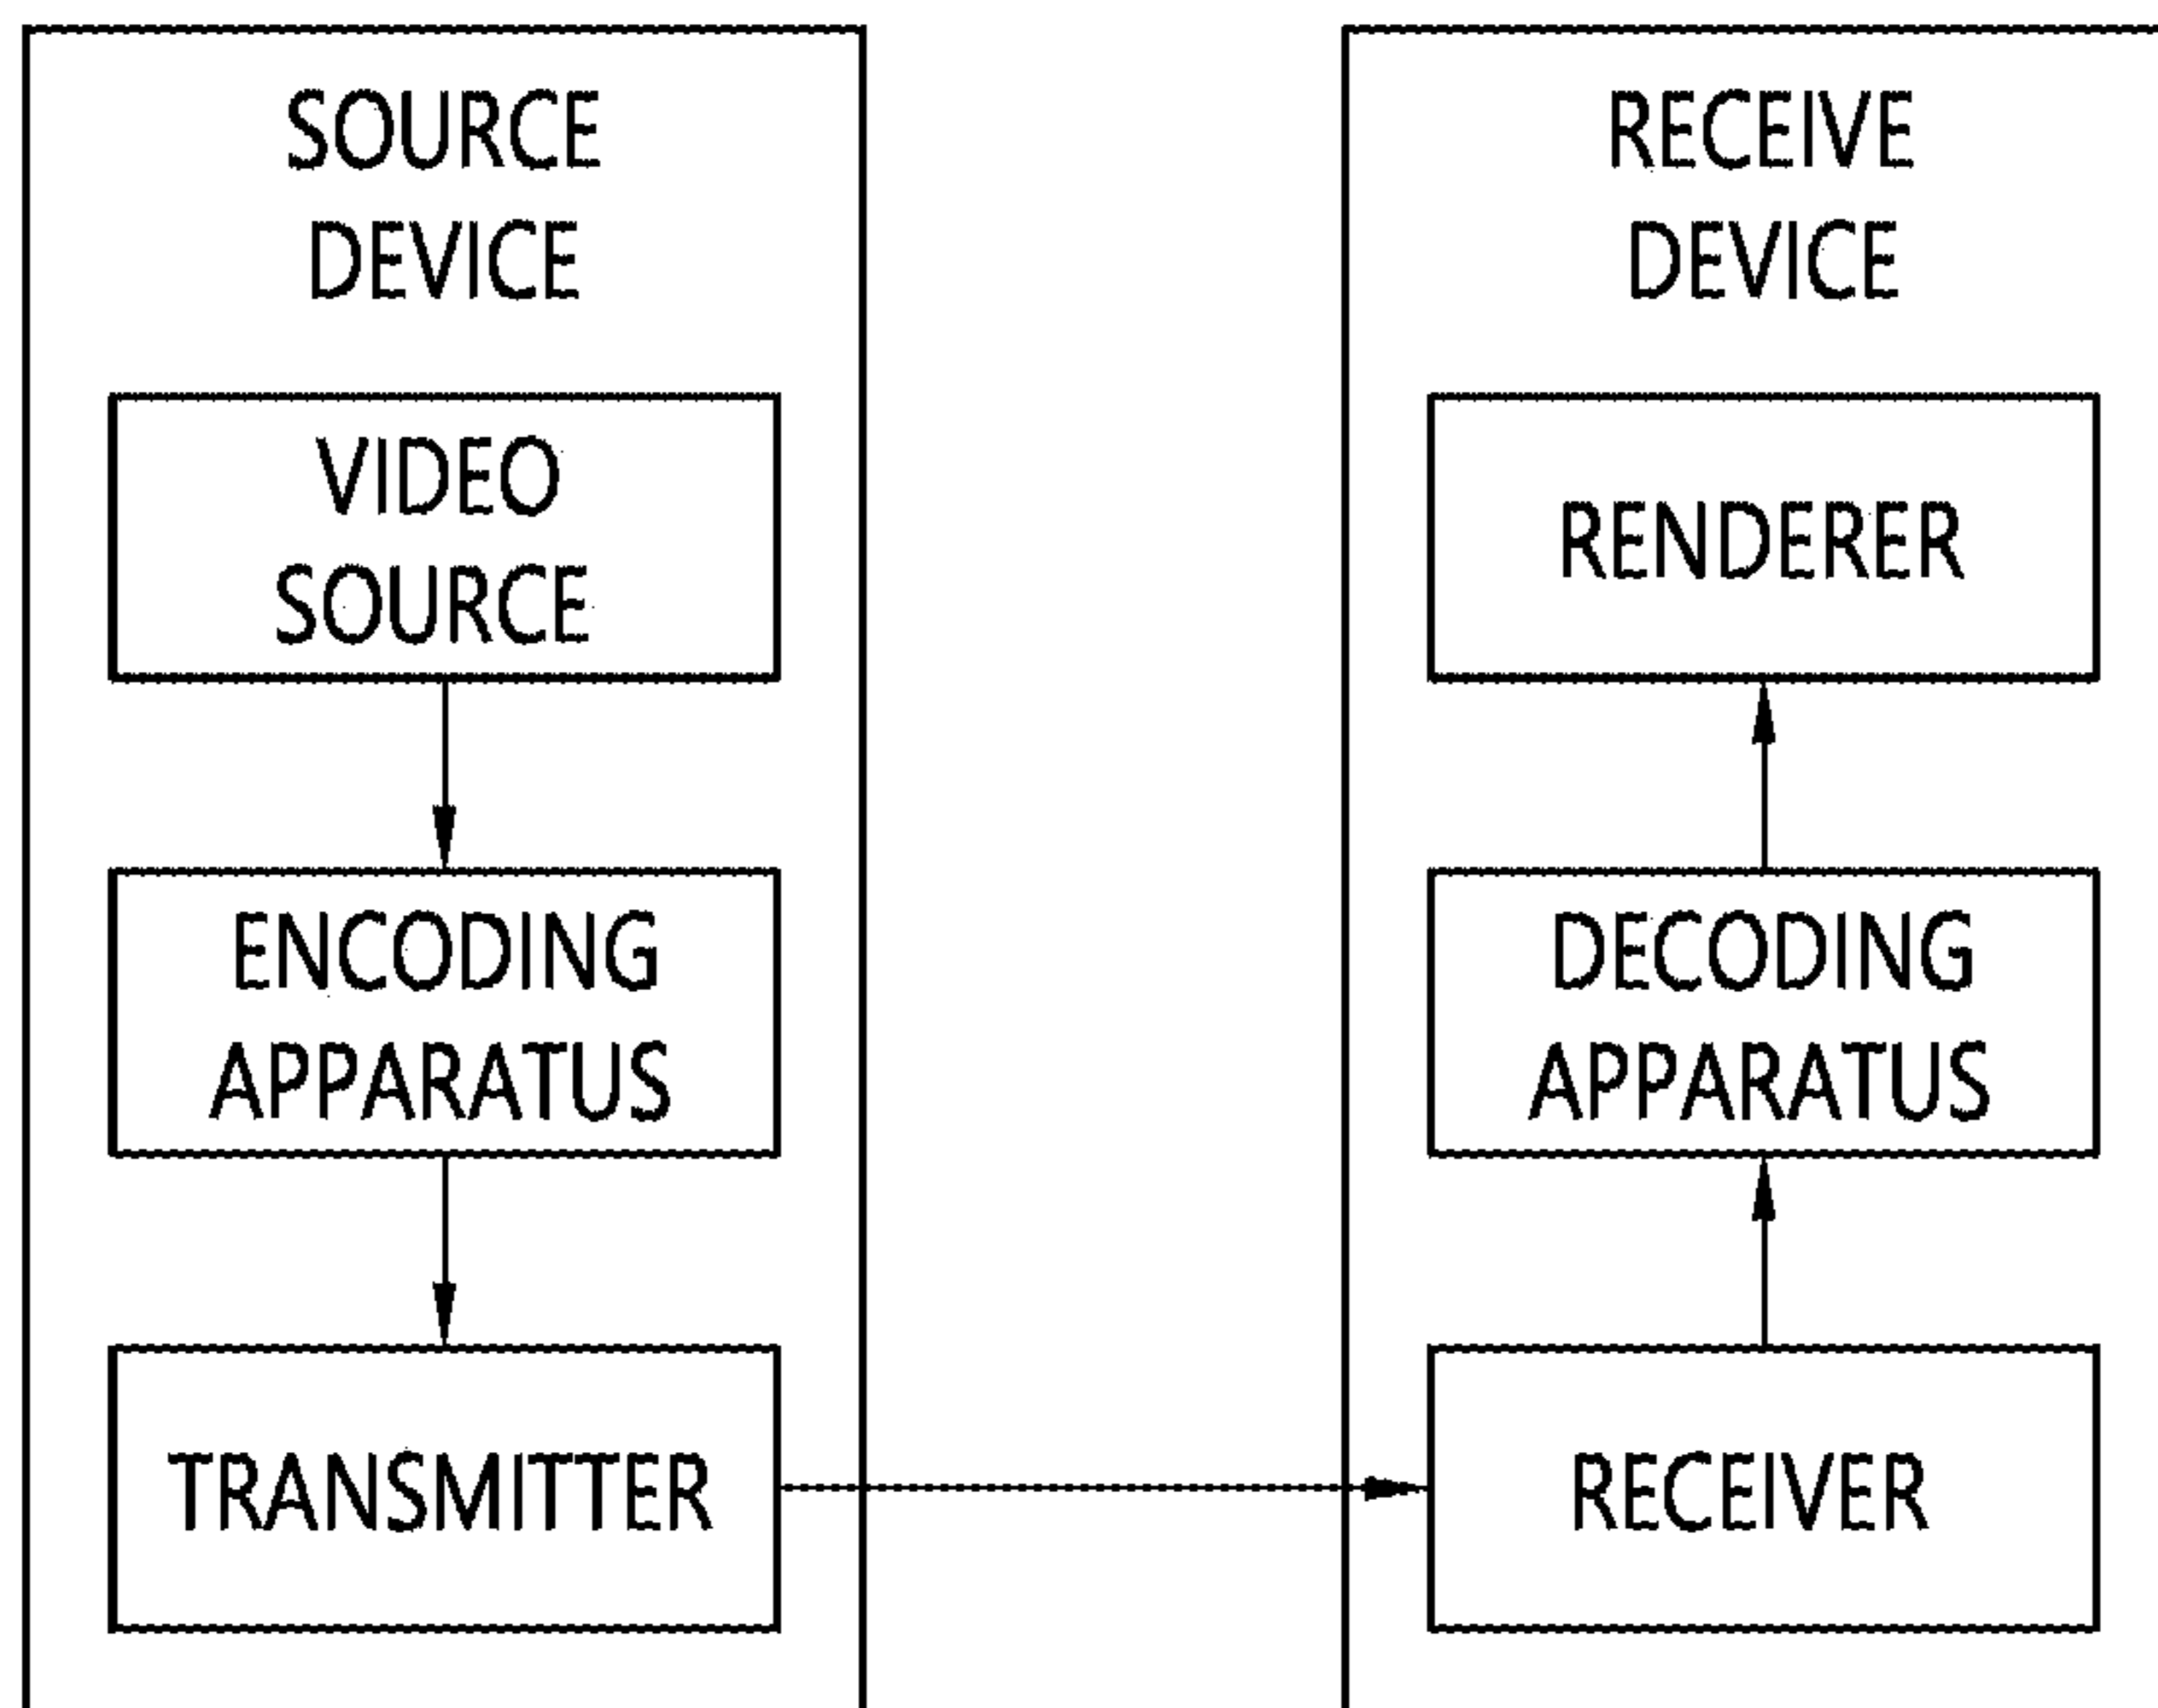 SOURCE
DEVICE
VIDEO
SOURCE
ENCODING
APPARATUS
TRANSMITTER
RECEIVE
DEVICE
RENDERER
DECODING
APPARATUS
RECEIVER